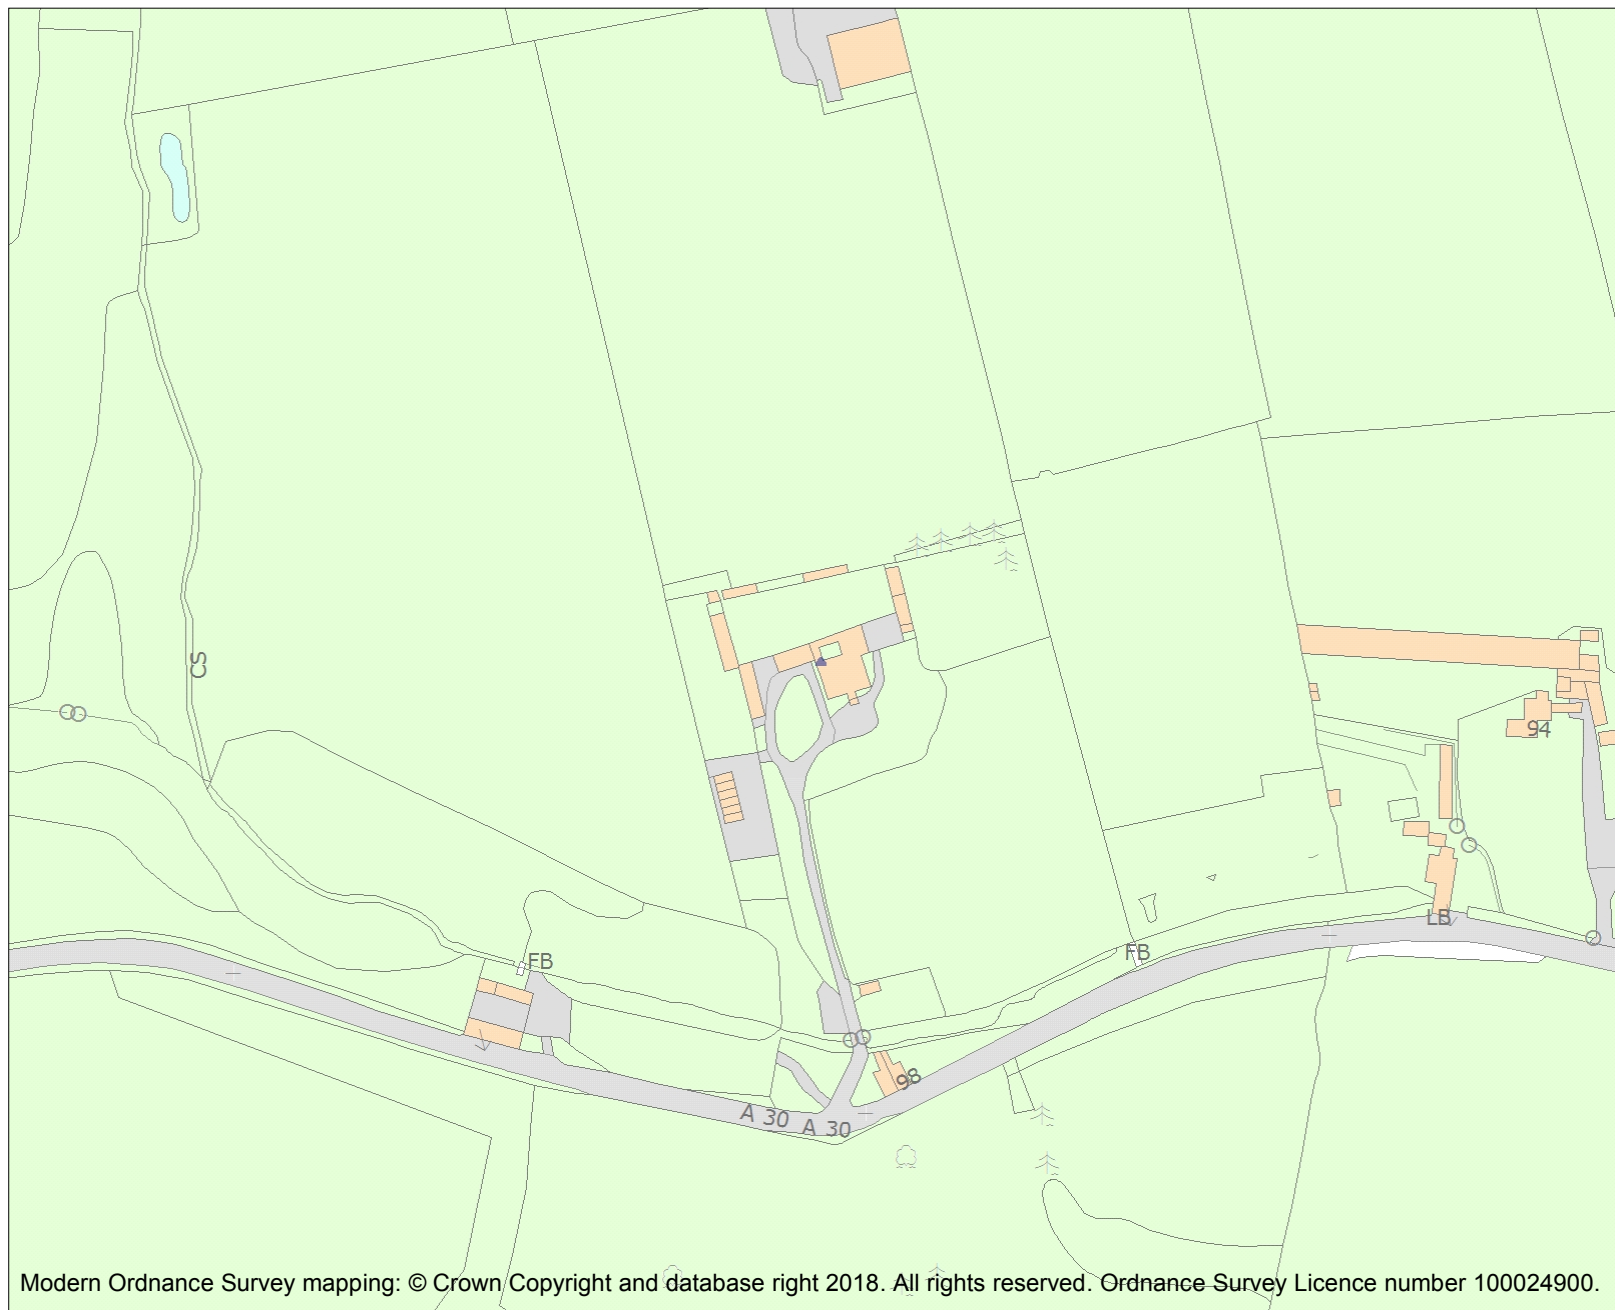 CS
94
LB
FB
FB
98
A 30
A 30
Modern Ordnance Survey mapping: © Crown Copyright and database right 2018. All rights reserved. Ordnance Survey Licence number 100024900.